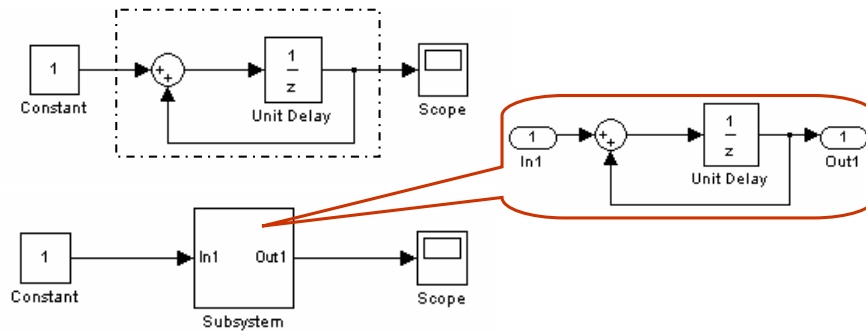 1
Constant
+
+
1
z
Unit Delay
Scope
1
In1
+
+
1
z
Unit Delay
1
Out1
1
Constant
In1 Out1
Subsystem
Scope